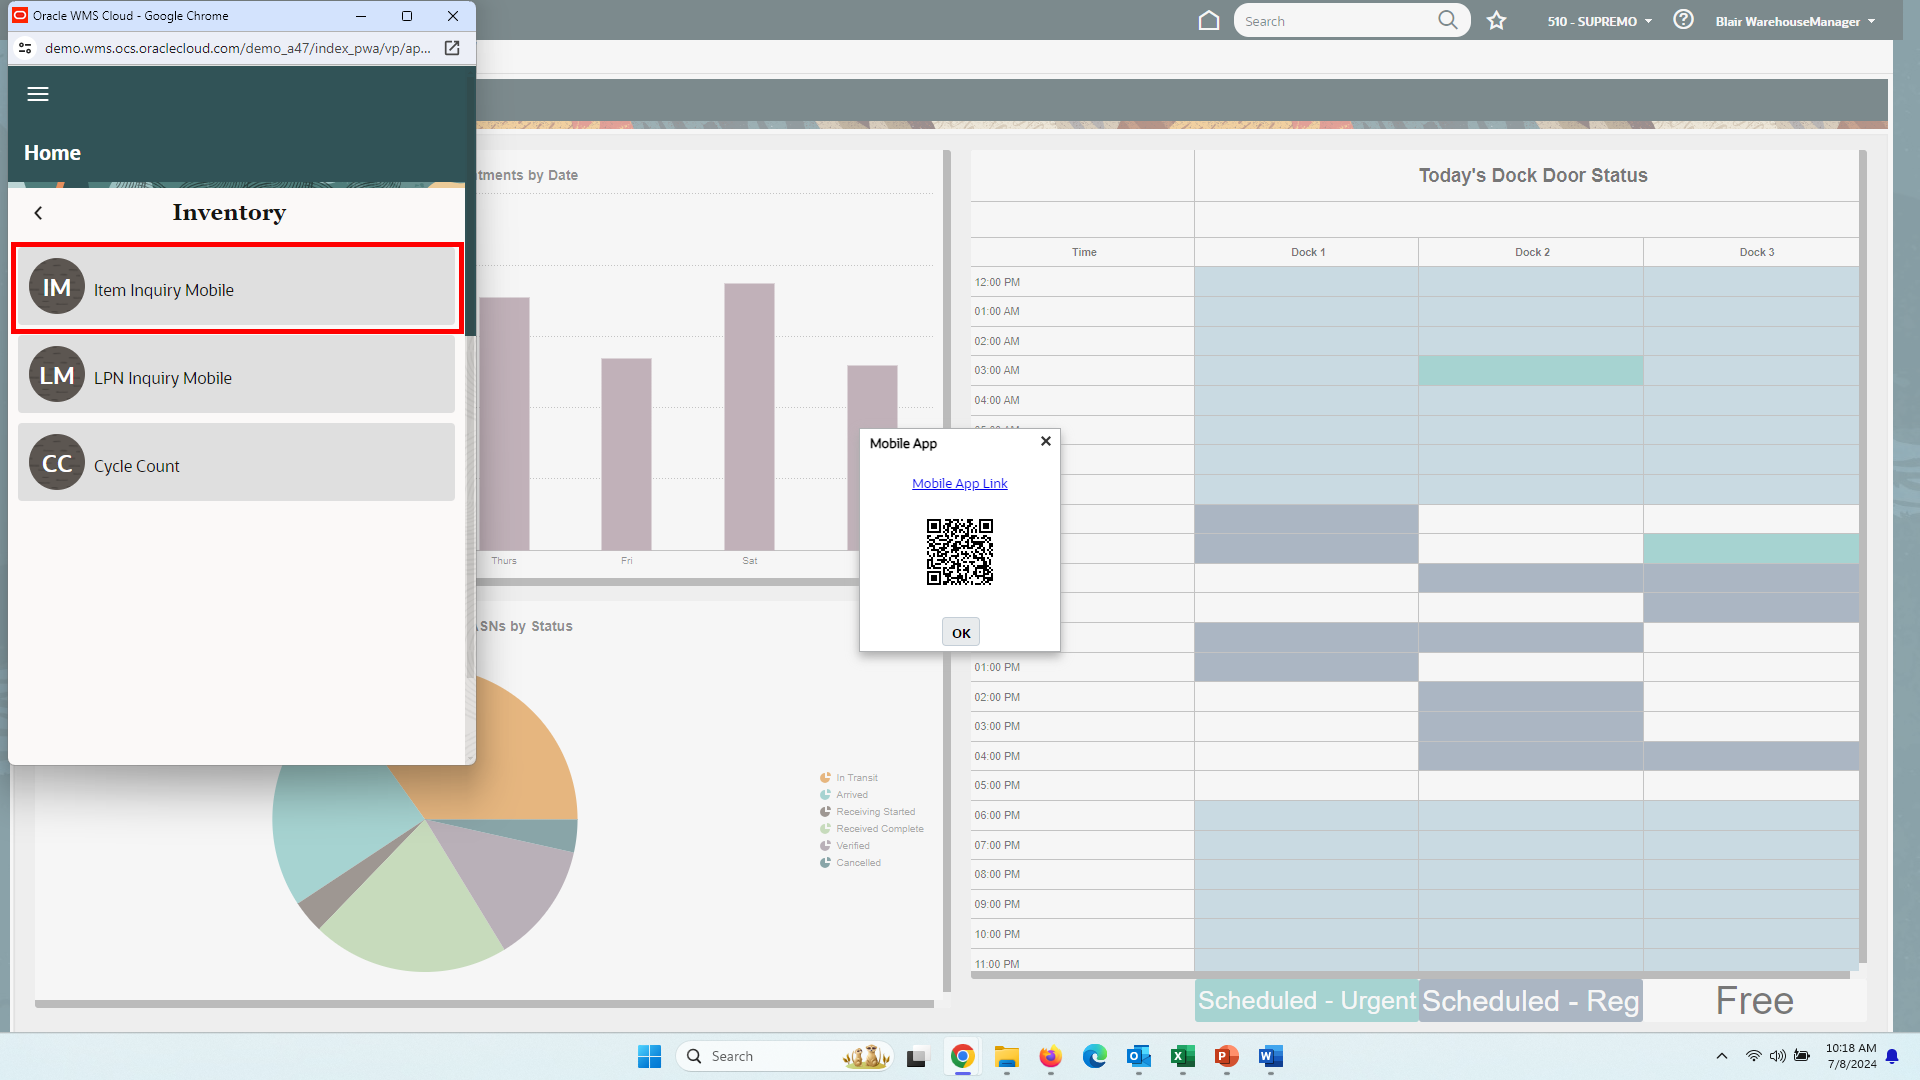 Oracle WMS Cloud - Google Chrome
demo.wms.ocs.oraclecloud.com/demo_a47/index_pwa/vp/ap...
Home
Inventory
IM Item Inquiry Mobile
LM LPN Inquiry Mobile
CC Cycle Count
Search
510 - SUPREMO
Blair WarehouseManager
tments by Date
Thurs
Fri
Sat
SNs by Status
In Transit
Arrived
Receiving Started
Received Complete
Verified
Cancelled
Mobile App
Mobile App Link
OK
Today's Dock Door Status
Time Dock 1 Dock 2 Dock 3
12:00 PM
01:00 AM
02:00 AM
03:00 AM
04:00 AM
01:00 PM
02:00 PM
03:00 PM
04:00 PM
05:00 PM
06:00 PM
07:00 PM
08:00 PM
09:00 PM
10:00 PM
11:00 PM
Scheduled - Urgent Scheduled - Reg Free
Search
10:18 AM
7/8/2024